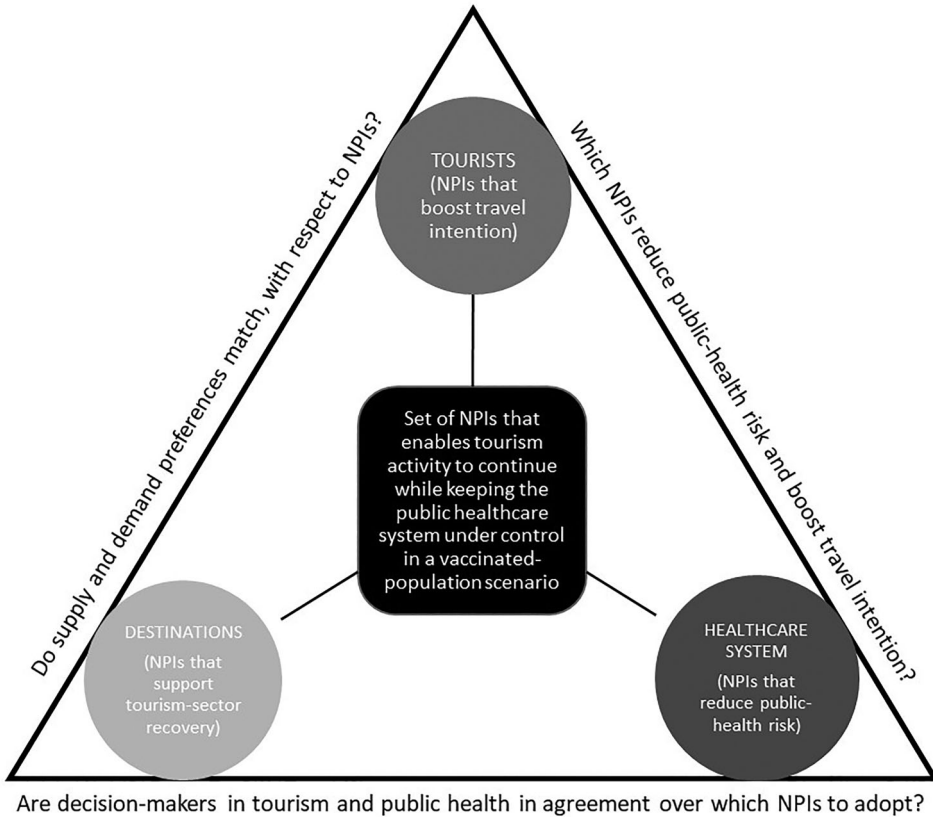 Do supply and demand preferences match, with respect to NPIs?
Which NPIs reduce public-health risk and boost travel intention?
TOURISTS
(NPIs that
boost travel
intention)
Set of NPIs that
enables tourism
activity to continue
while keeping the
public healthcare
system under control
in a vaccinated-
population scenario
DESTINATIONS
(NPIs that
support
tourism-sector
recovery)
HEALTHCARE
SYSTEM
(NPIs that
reduce public-
health risk)
Are decision-makers in tourism and public health in agreement over which NPIs to adopt?